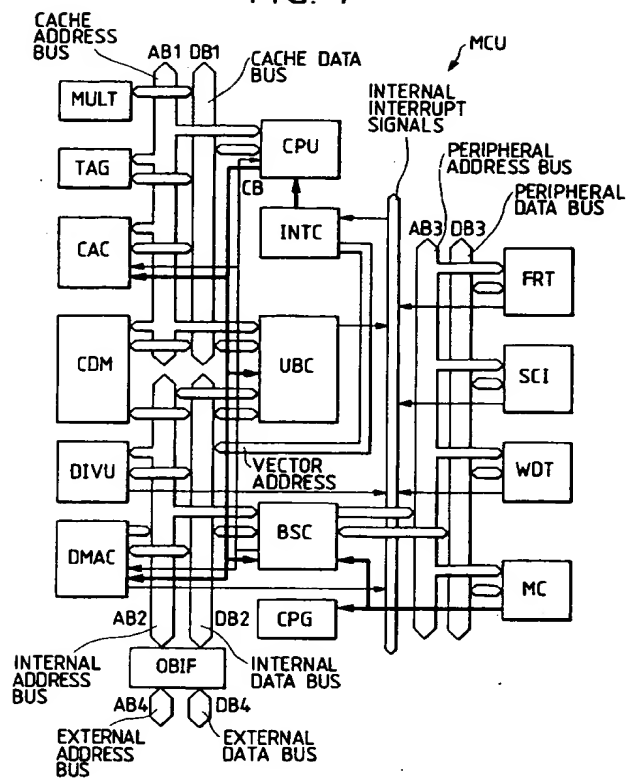 CACHE
ADDRESS
BUS
AB1 DB1
CACHE DATA
BUS
MCU
INTERNAL
INTERRUPT
SIGNALS
PERIPHERAL
ADDRESS BUS
PERIPHERAL
DATA BUS
MULT
TAG
CAC
CDM
DIVU
DMAC
CPU
CB
INTC
UBC
VECTOR
ADDRESS
BSC
CPG
AB3
DB3
FRT
SCI
WDT
MC
AB2
DB2
INTERNAL
ADDRESS
BUS
OBIF
INTERNAL
DATA BUS
AB4
DB4
EXTERNAL
ADDRESS
BUS
EXTERNAL
DATA BUS